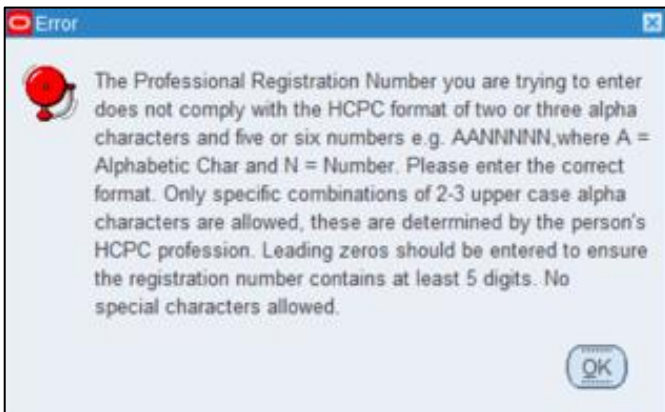 Error
The Professional Registration Number you are trying to enter
does not comply with the HCPC format of two or three alpha
characters and five or six numbers e.g. AANNNNN,where A =
Alphabetic Char and N = Number. Please enter the correct
format. Only specific combinations of 2-3 upper case alpha
characters are allowed, these are determined by the person's
HCPC profession. Leading zeros should be entered to ensure
the registration number contains at least 5 digits. No
special characters allowed.
OK